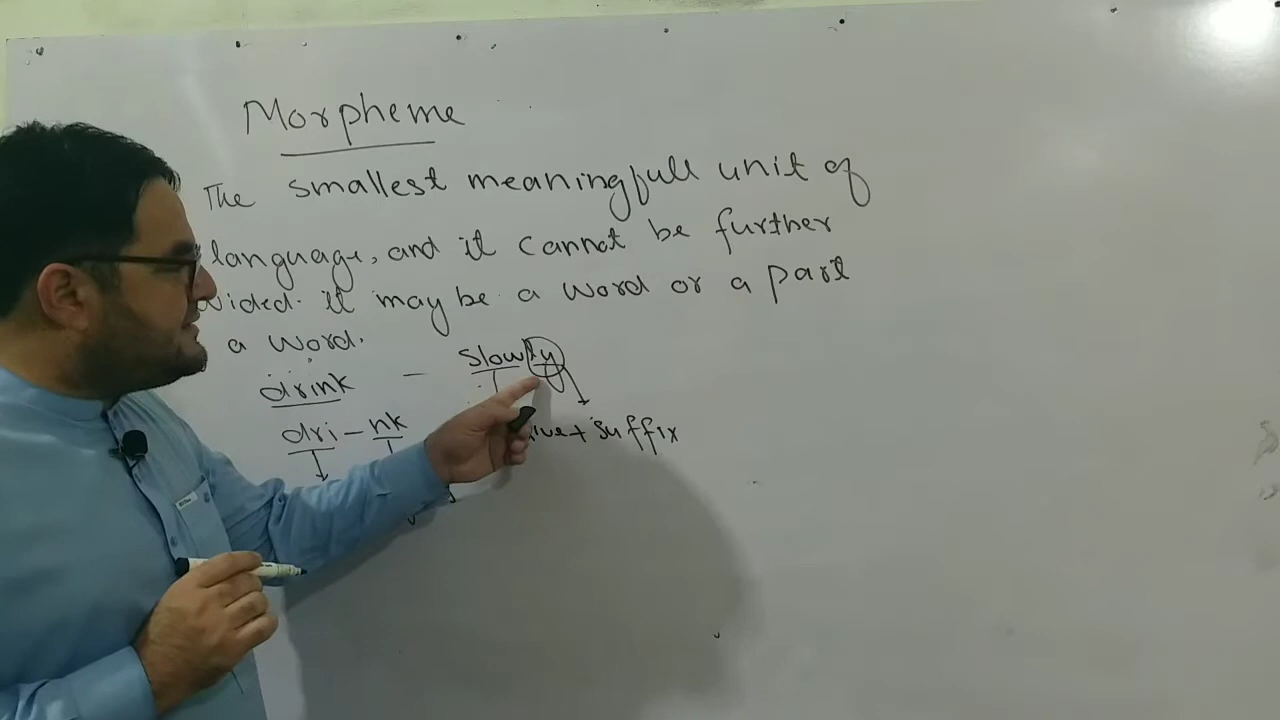 Morpheme
The smallest meaningfull unit of
language, and it cannot be further
vided. it may be a word or a part
a word.
drink – slowly
dri – nk
+ suffix